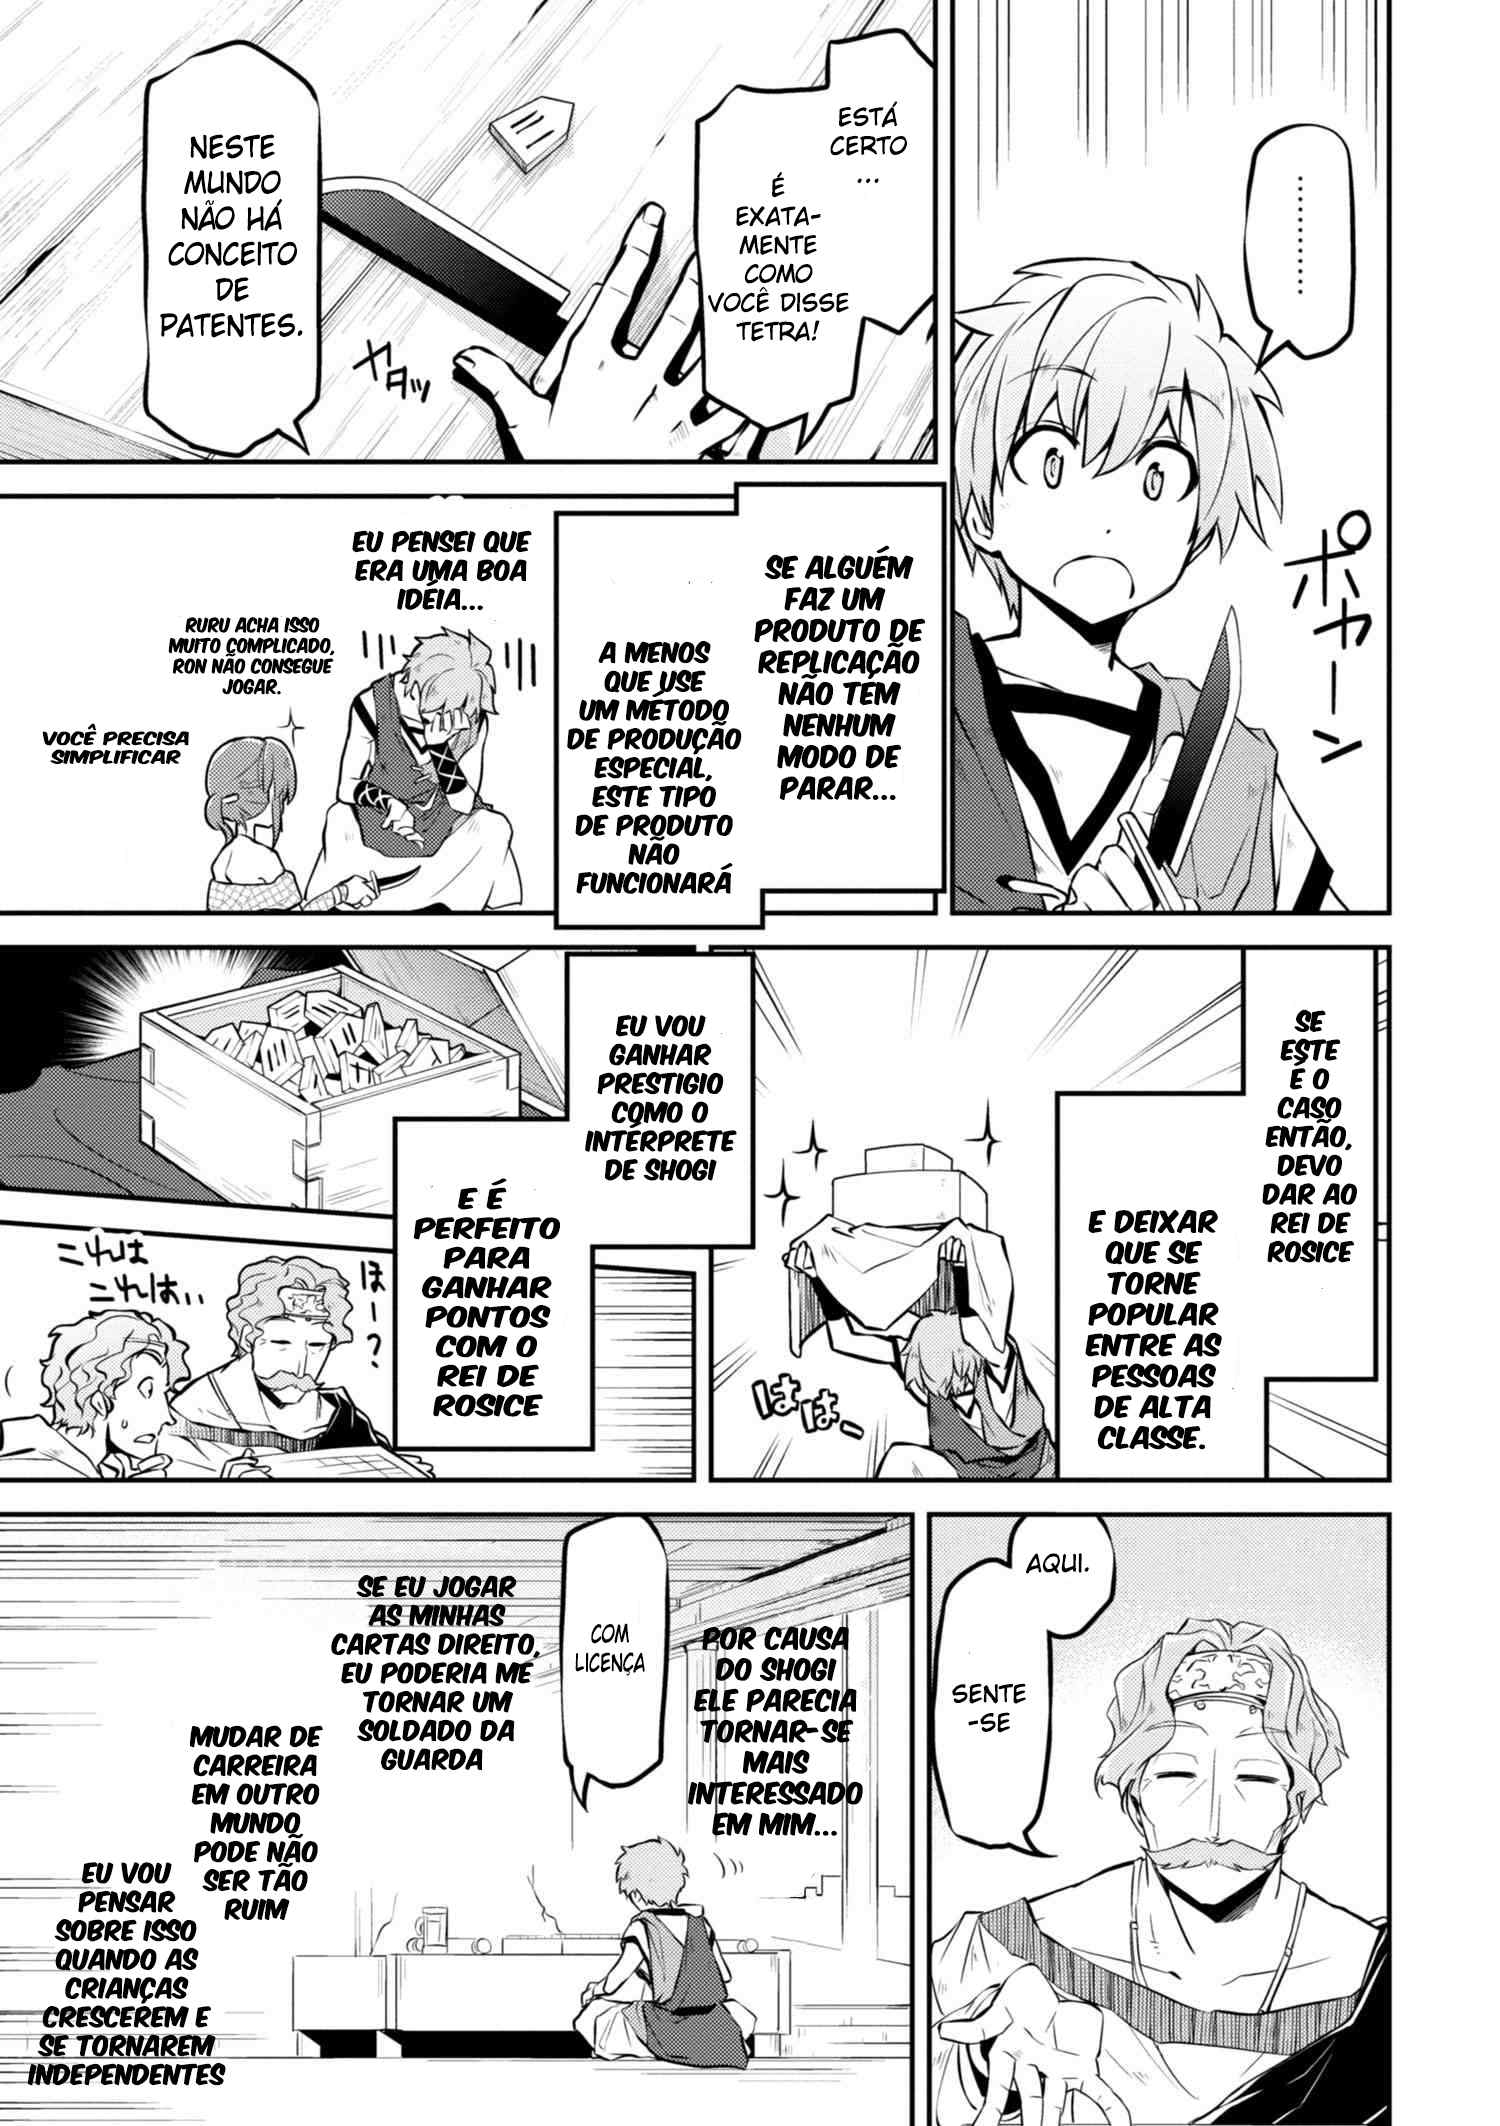 .........
ポカーン
ESTÁ
CERTO
...
É
EXATA-
MENTE
COMO
VOCÊ DISSE
TETRA!
NESTE
MUNDO
NÃO HÁ
CONCEITO
DE
PATENTES.
カタッ
SE ALGUÉM
FAZ UM
PRODUTO DE
REPLICAÇÃO
NÃO TÉM
NENHUM
MODO DE
PARAR...
A MENOS
QUE USE
UM MÉTODO
DE PRODUÇÃO
ESPECIAL,
ESTE TIPO
DE PRODUTO
NÃO
FUNCIONARÁ
EU PENSEI QUE
ERA UMA BOA
IDÉIA...
RURU ACHA ISSO
MUITO COMPLICADO,
RON NÃO CONSEGUE
JOGAR.
VOCÊ PRECISA
SIMPLIFICAR
SE
ESTE
E O
CASO
ENTÃO,
DEVO
DAR AO
REI DE
ROSICE
E DEIXAR
QUE SE
TORNE
POPULAR
ENTRE AS
PESSOAS
DE ALTA
CLASSE.
ははーー
EU VOU
GANHAR
PRESTIGIO
COMO O
INTÉRPRETE
DE SHOGI
E É
PERFEITO
PARA
GANHAR
PONTOS
COM O
REI DE
ROSICE
ほー?
これは
これは、、
AQUI.
SENTE
-SE
POR CAUSA
DO SHOGI
ELE PARECIA
TORNAR-SE
MAIS
INTERESSADO
EM MIM...
COM
LICENÇA
SE EU JOGAR
AS MINHAS
CARTAS DIREITO,
EU PODERIA ME
TORNAR UM
SOLDADO DA
GUARDA
MUDAR DE
CARREIRA
EM OUTRO
MUNDO
PODE NÃO
SER TÃO
RUIM
EU VOU
PENSAR
SOBRE ISSO
QUANDO AS
CRIANÇAS
CRESCEREM E
SE TORNAREM
INDEPENDENTES